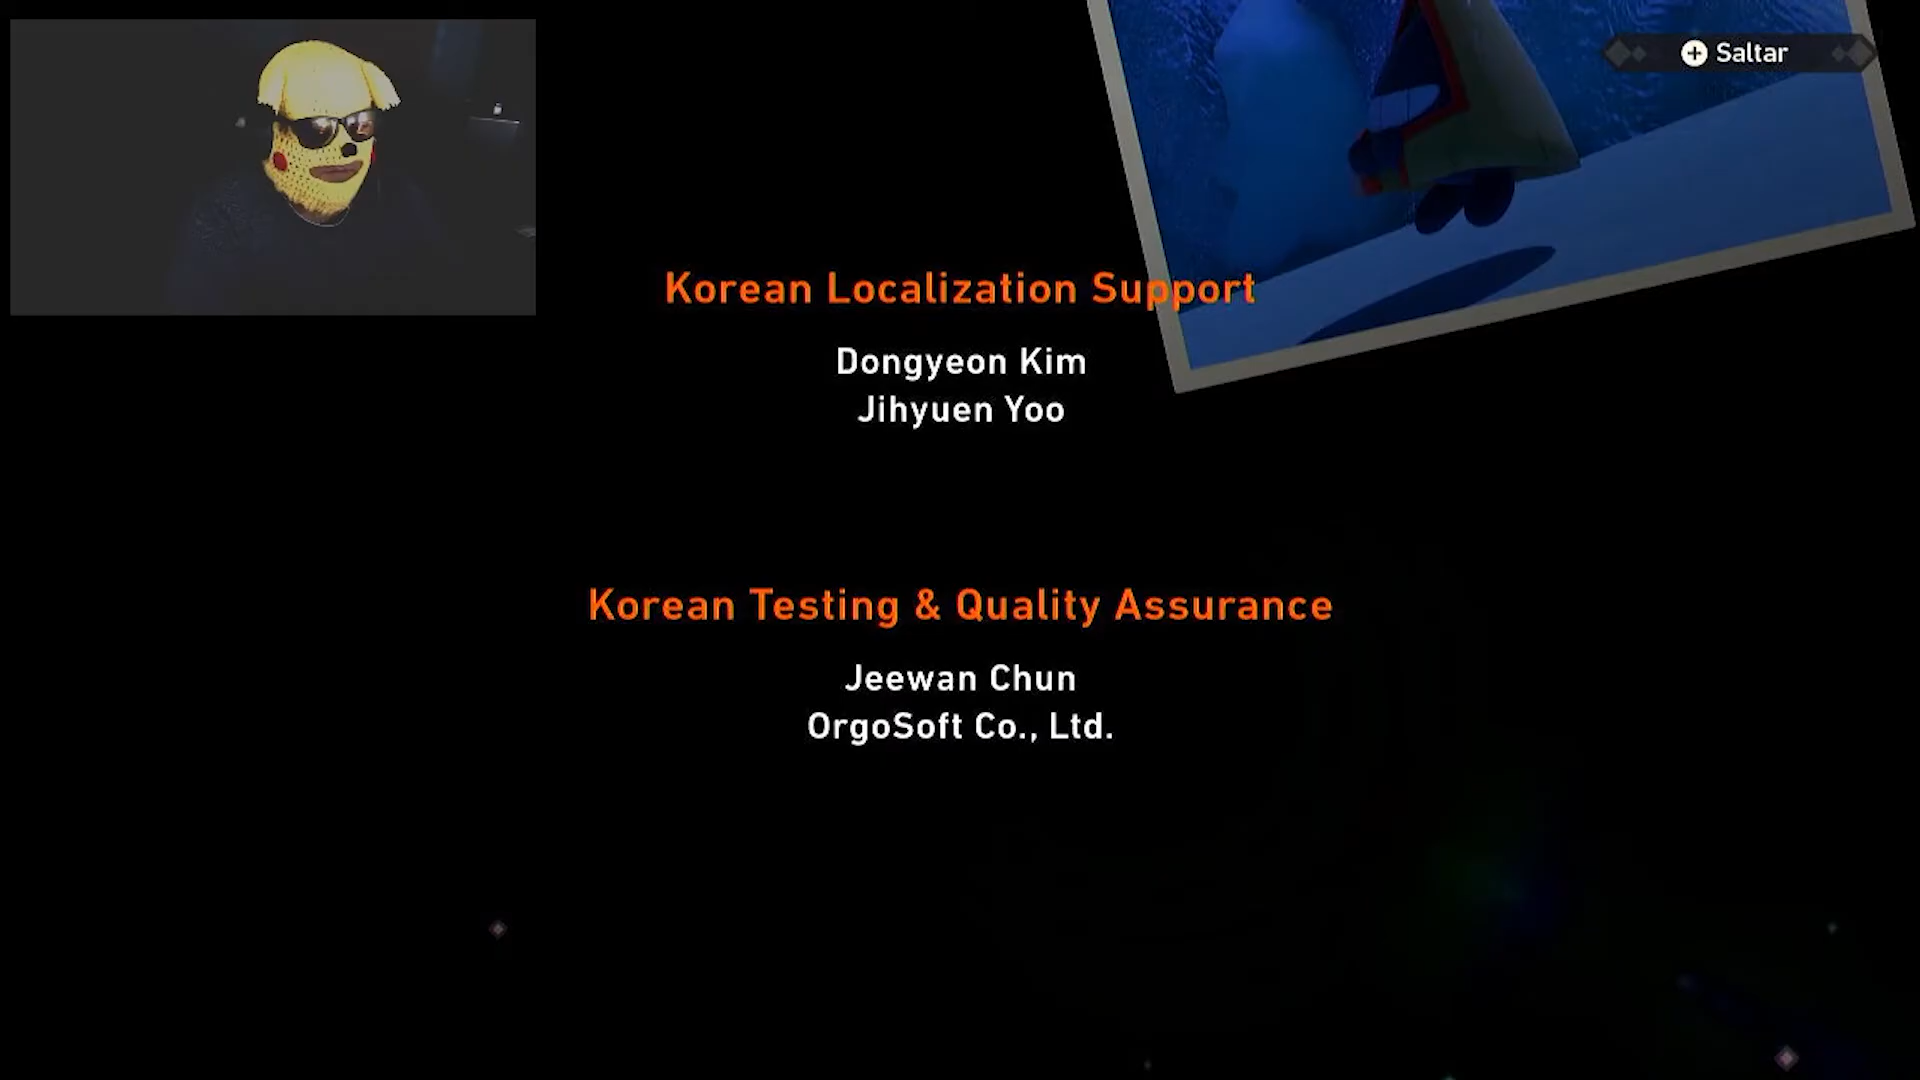 Saltar
Korean Localization Support
Dongyeon Kim
Jihyuen Yoo
Korean Testing & Quality Assurance
Jeewan Chun
OrgoSoft Co., Ltd.